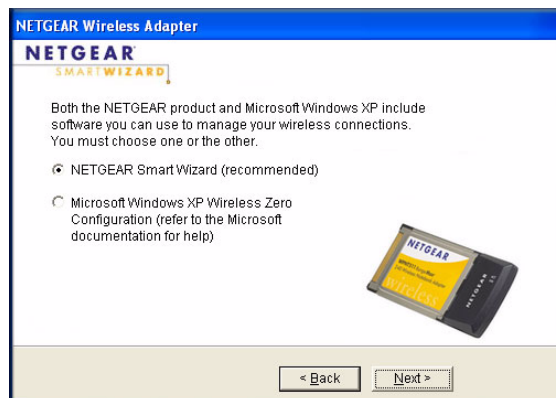 NETGEAR Wireless Adapter
NETGEAR
SMARTWIZARD
Both the NETGEAR product and Microsoft Windows XP include
software you can use to manage your wireless connections.
You must choose one or the other.
NETGEAR Smart Wizard (recommended)
Microsoft Windows XP Wireless Zero
Configuration (refer to the Microsoft
documentation for help)
NETGEAR
wireless
NETGEAR
< Back
Next >